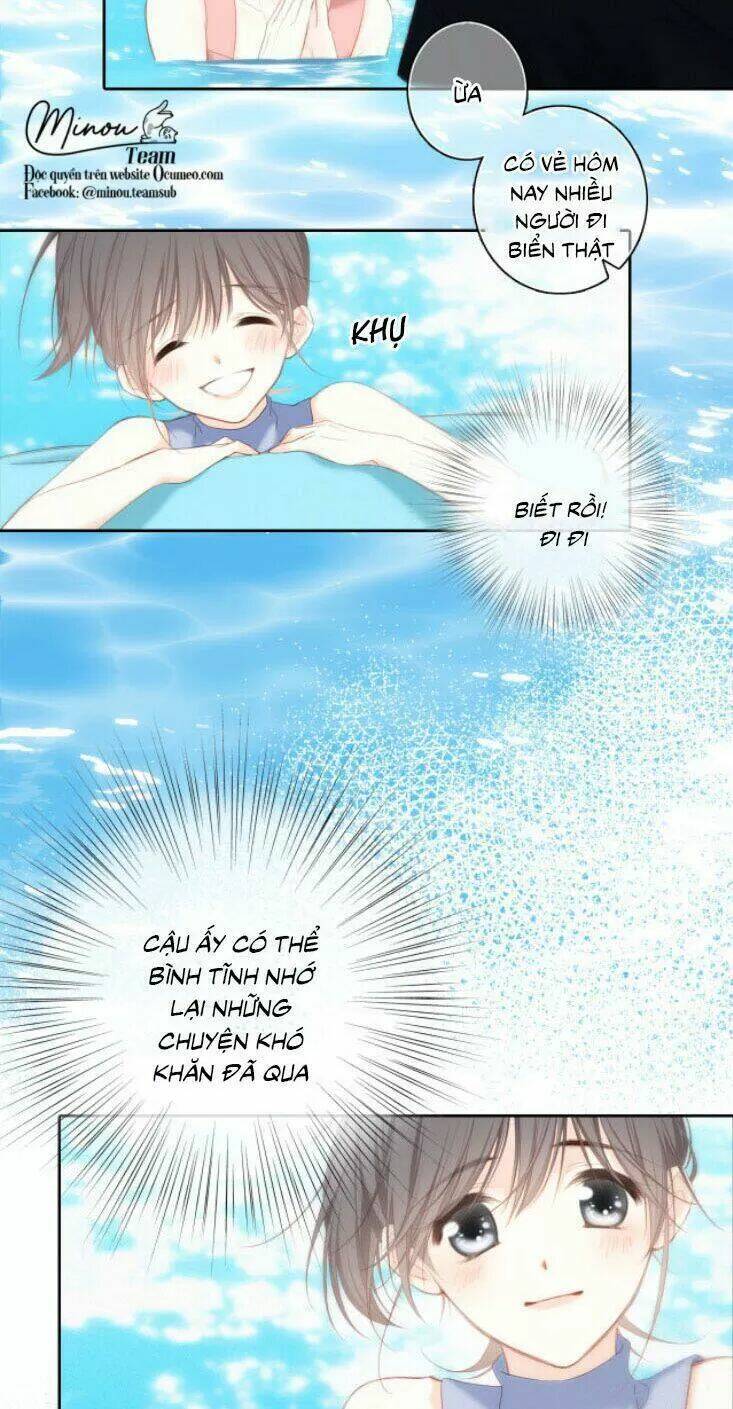 Minou
Team
Độc quyền trên website Ocumeo.com
Facebook: @minou.teamsub
ỪA
CÓ VẺ HÔM
NAY NHIỀU
NGƯỜI ĐI
BIỂN THẬT
KHỤ
BIẾT RỒI!
ĐI ĐI
CẬU ẤY CÓ THỂ
BÌNH TĨNH NHỚ
LẠI NHỮNG
CHUYỆN KHÓ
KHĂN ĐÃ QUA